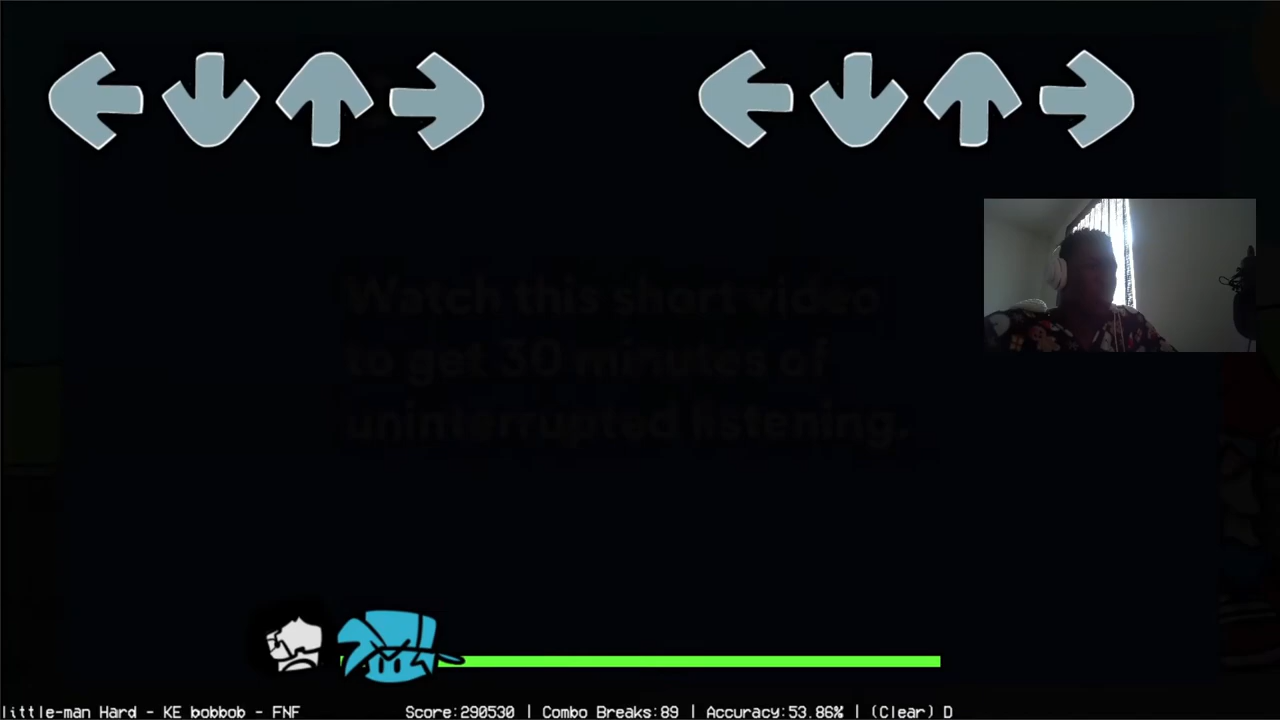 Watch this short video
to get 30 minutes of
uninterrupted listening.
little-man Hard - KE bobbob - FNF
Score:290530 | Combo Breaks:89 | Accuracy:53.86% | (Clear) D